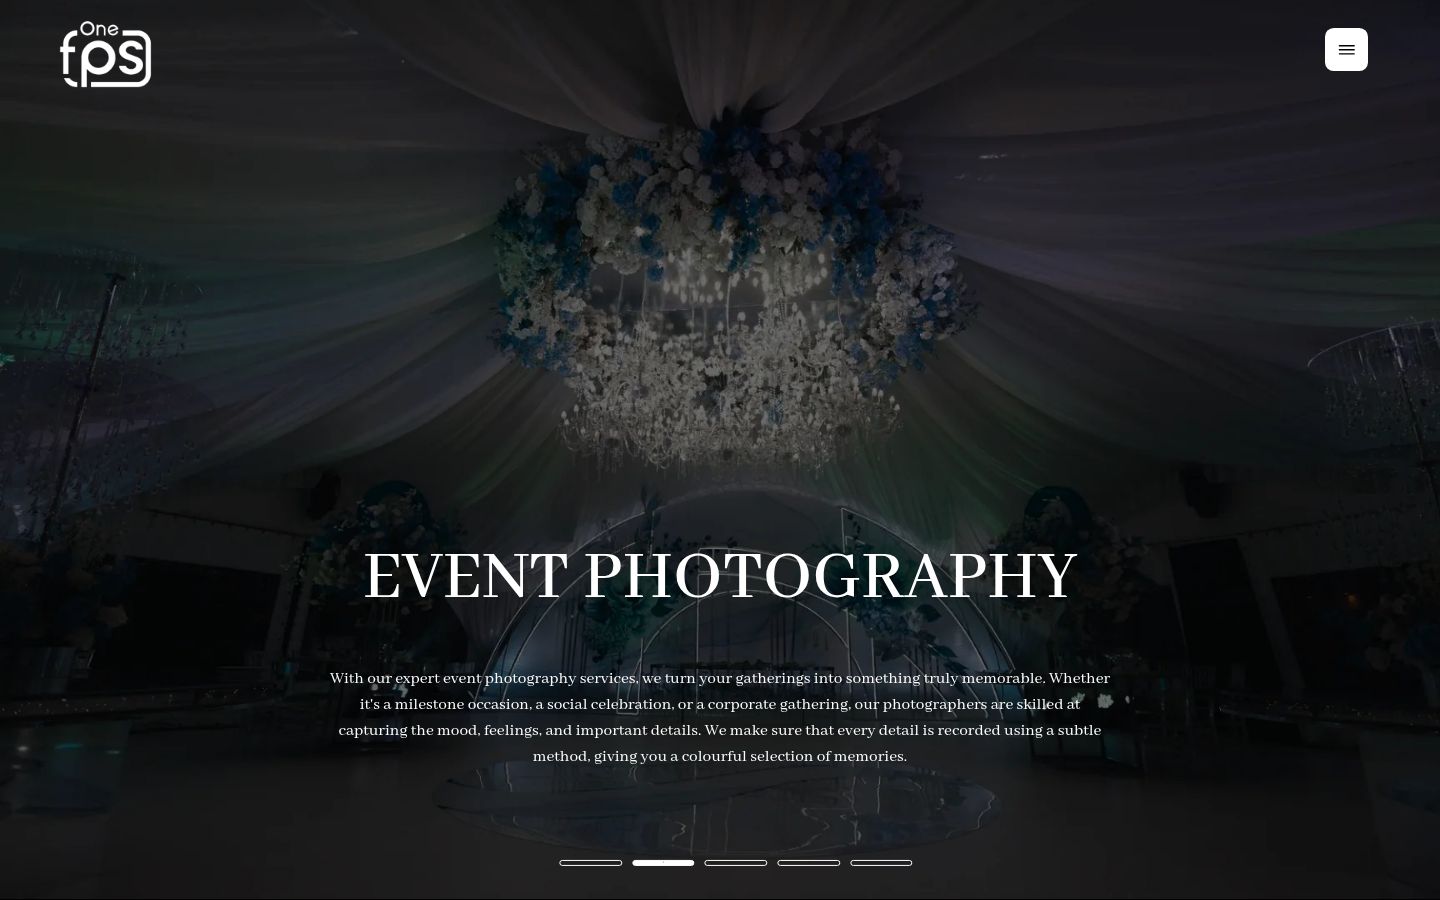 One
fps
EVENT PHOTOGRAPHY
With our expert event photography services, we turn your gatherings into something truly memorable. Whether
it's a milestone occasion, a social celebration, or a corporate gathering, our photographers are skilled at
capturing the mood, feelings, and important details. We make sure that every detail is recorded using a subtle
method, giving you a colourful selection of memories.